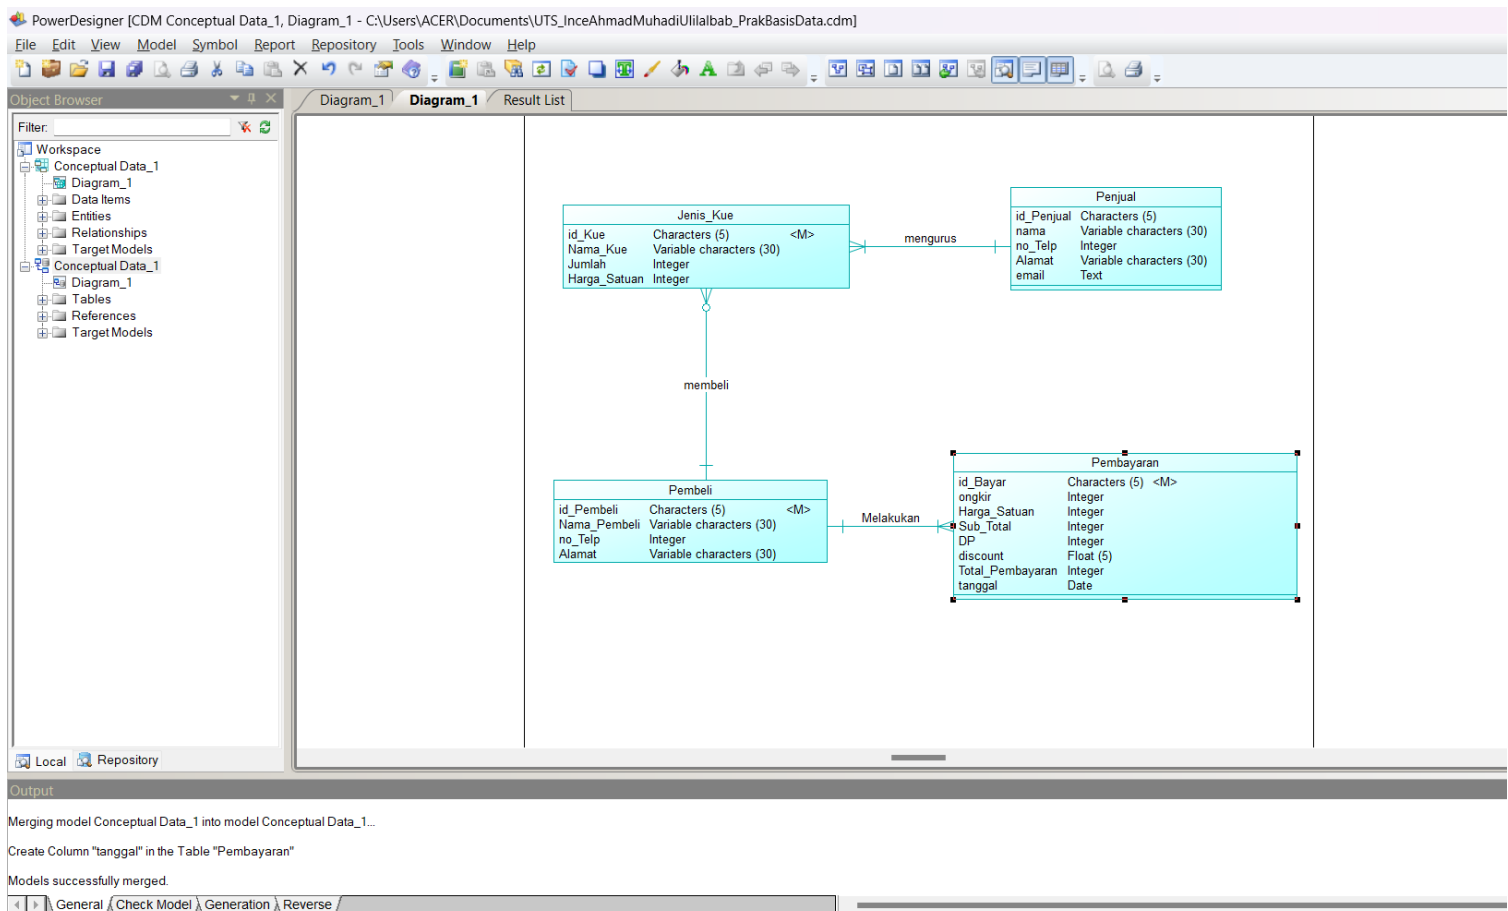 PowerDesigner [CDM Conceptual Data_1, Diagram_1 - C:\Users\ACER\Documents\UTS_InceAhmadMuhadiUlilalbab_PrakBasisData.cdm]
File Edit View Model Symbol Report Repository Tools Window Help
Object Browser
Filter:
Workspace
Conceptual Data_1
Diagram_1
Data Items
Entities
Relationships
Target Models
Conceptual Data_1
Diagram_1
Tables
References
Target Models
Local Repository
Diagram_1 Diagram_1 Result List
Jenis_Kue
id_Kue Characters (5) <M>
Nama_Kue Variable characters (30)
Jumlah Integer
Harga_Satuan Integer
mengurus
Penjual
id_Penjual Characters (5)
nama Variable characters (30)
no_Telp Integer
Alamat Variable characters (30)
email Text
membeli
Pembeli
id_Pembeli Characters (5) <M>
Nama_Pembeli Variable characters (30)
no_Telp Integer
Alamat Variable characters (30)
Melakukan
Pembayaran
id_Bayar Characters (5) <M>
ongkir Integer
Harga_Satuan Integer
Sub_Total Integer
DP Integer
discount Float (5)
Total_Pembayaran Integer
tanggal Date
Output
Merging model Conceptual Data_1 into model Conceptual Data_1...
Create Column "tanggal" in the Table "Pembayaran"
Models successfully merged.
General Check Model Generation Reverse